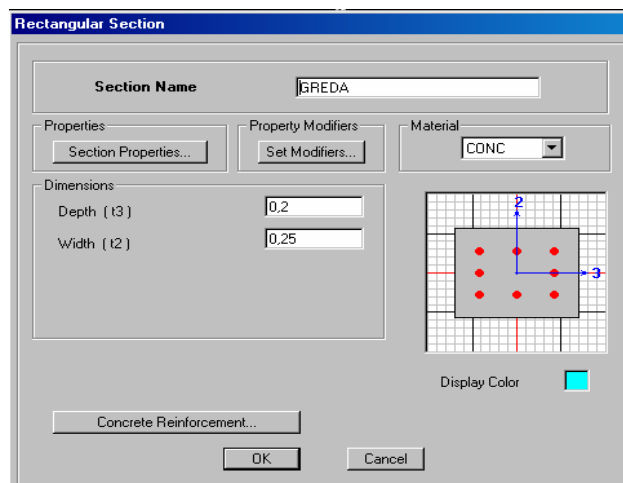 Rectangular Section
Section Name GREDA
Properties Property Modifiers Material
Section Properties... Set Modifiers... CONC
Dimensions
Depth ( t3 ) 0,2
Width ( t2 ) 0,25
2
3
Display Color
Concrete Reinforcement...
OK Cancel